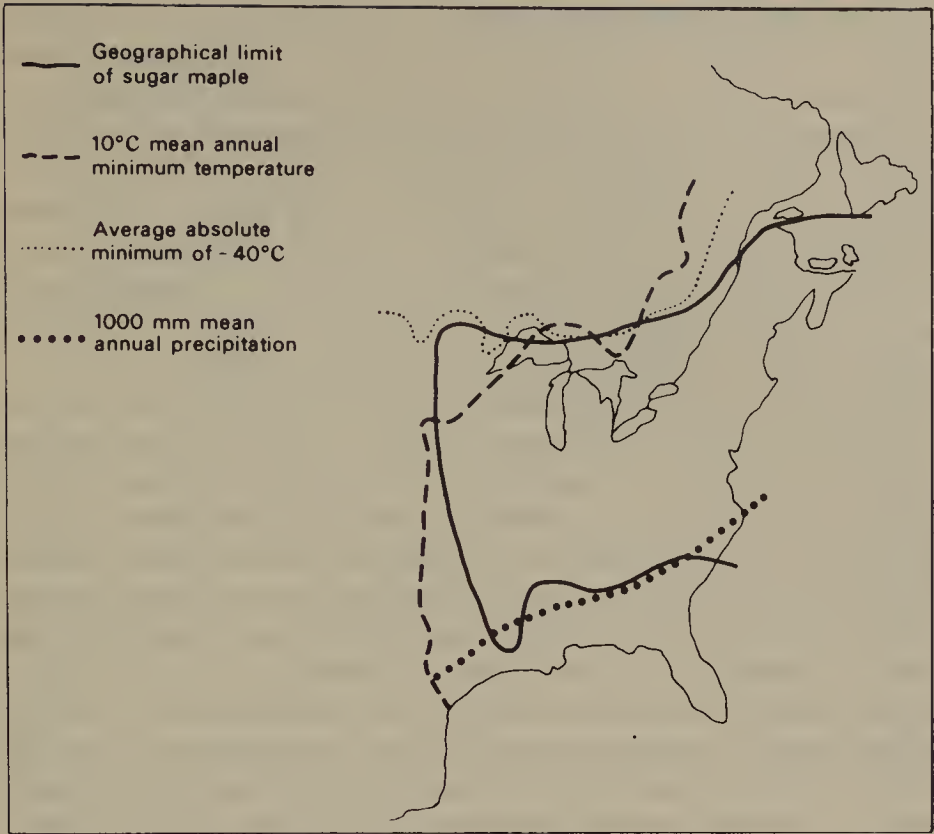 Geographical limit
of sugar maple
10°C mean annual
minimum temperature
Average absolute
minimum of - 40°C
1000 mm mean
annual precipitation